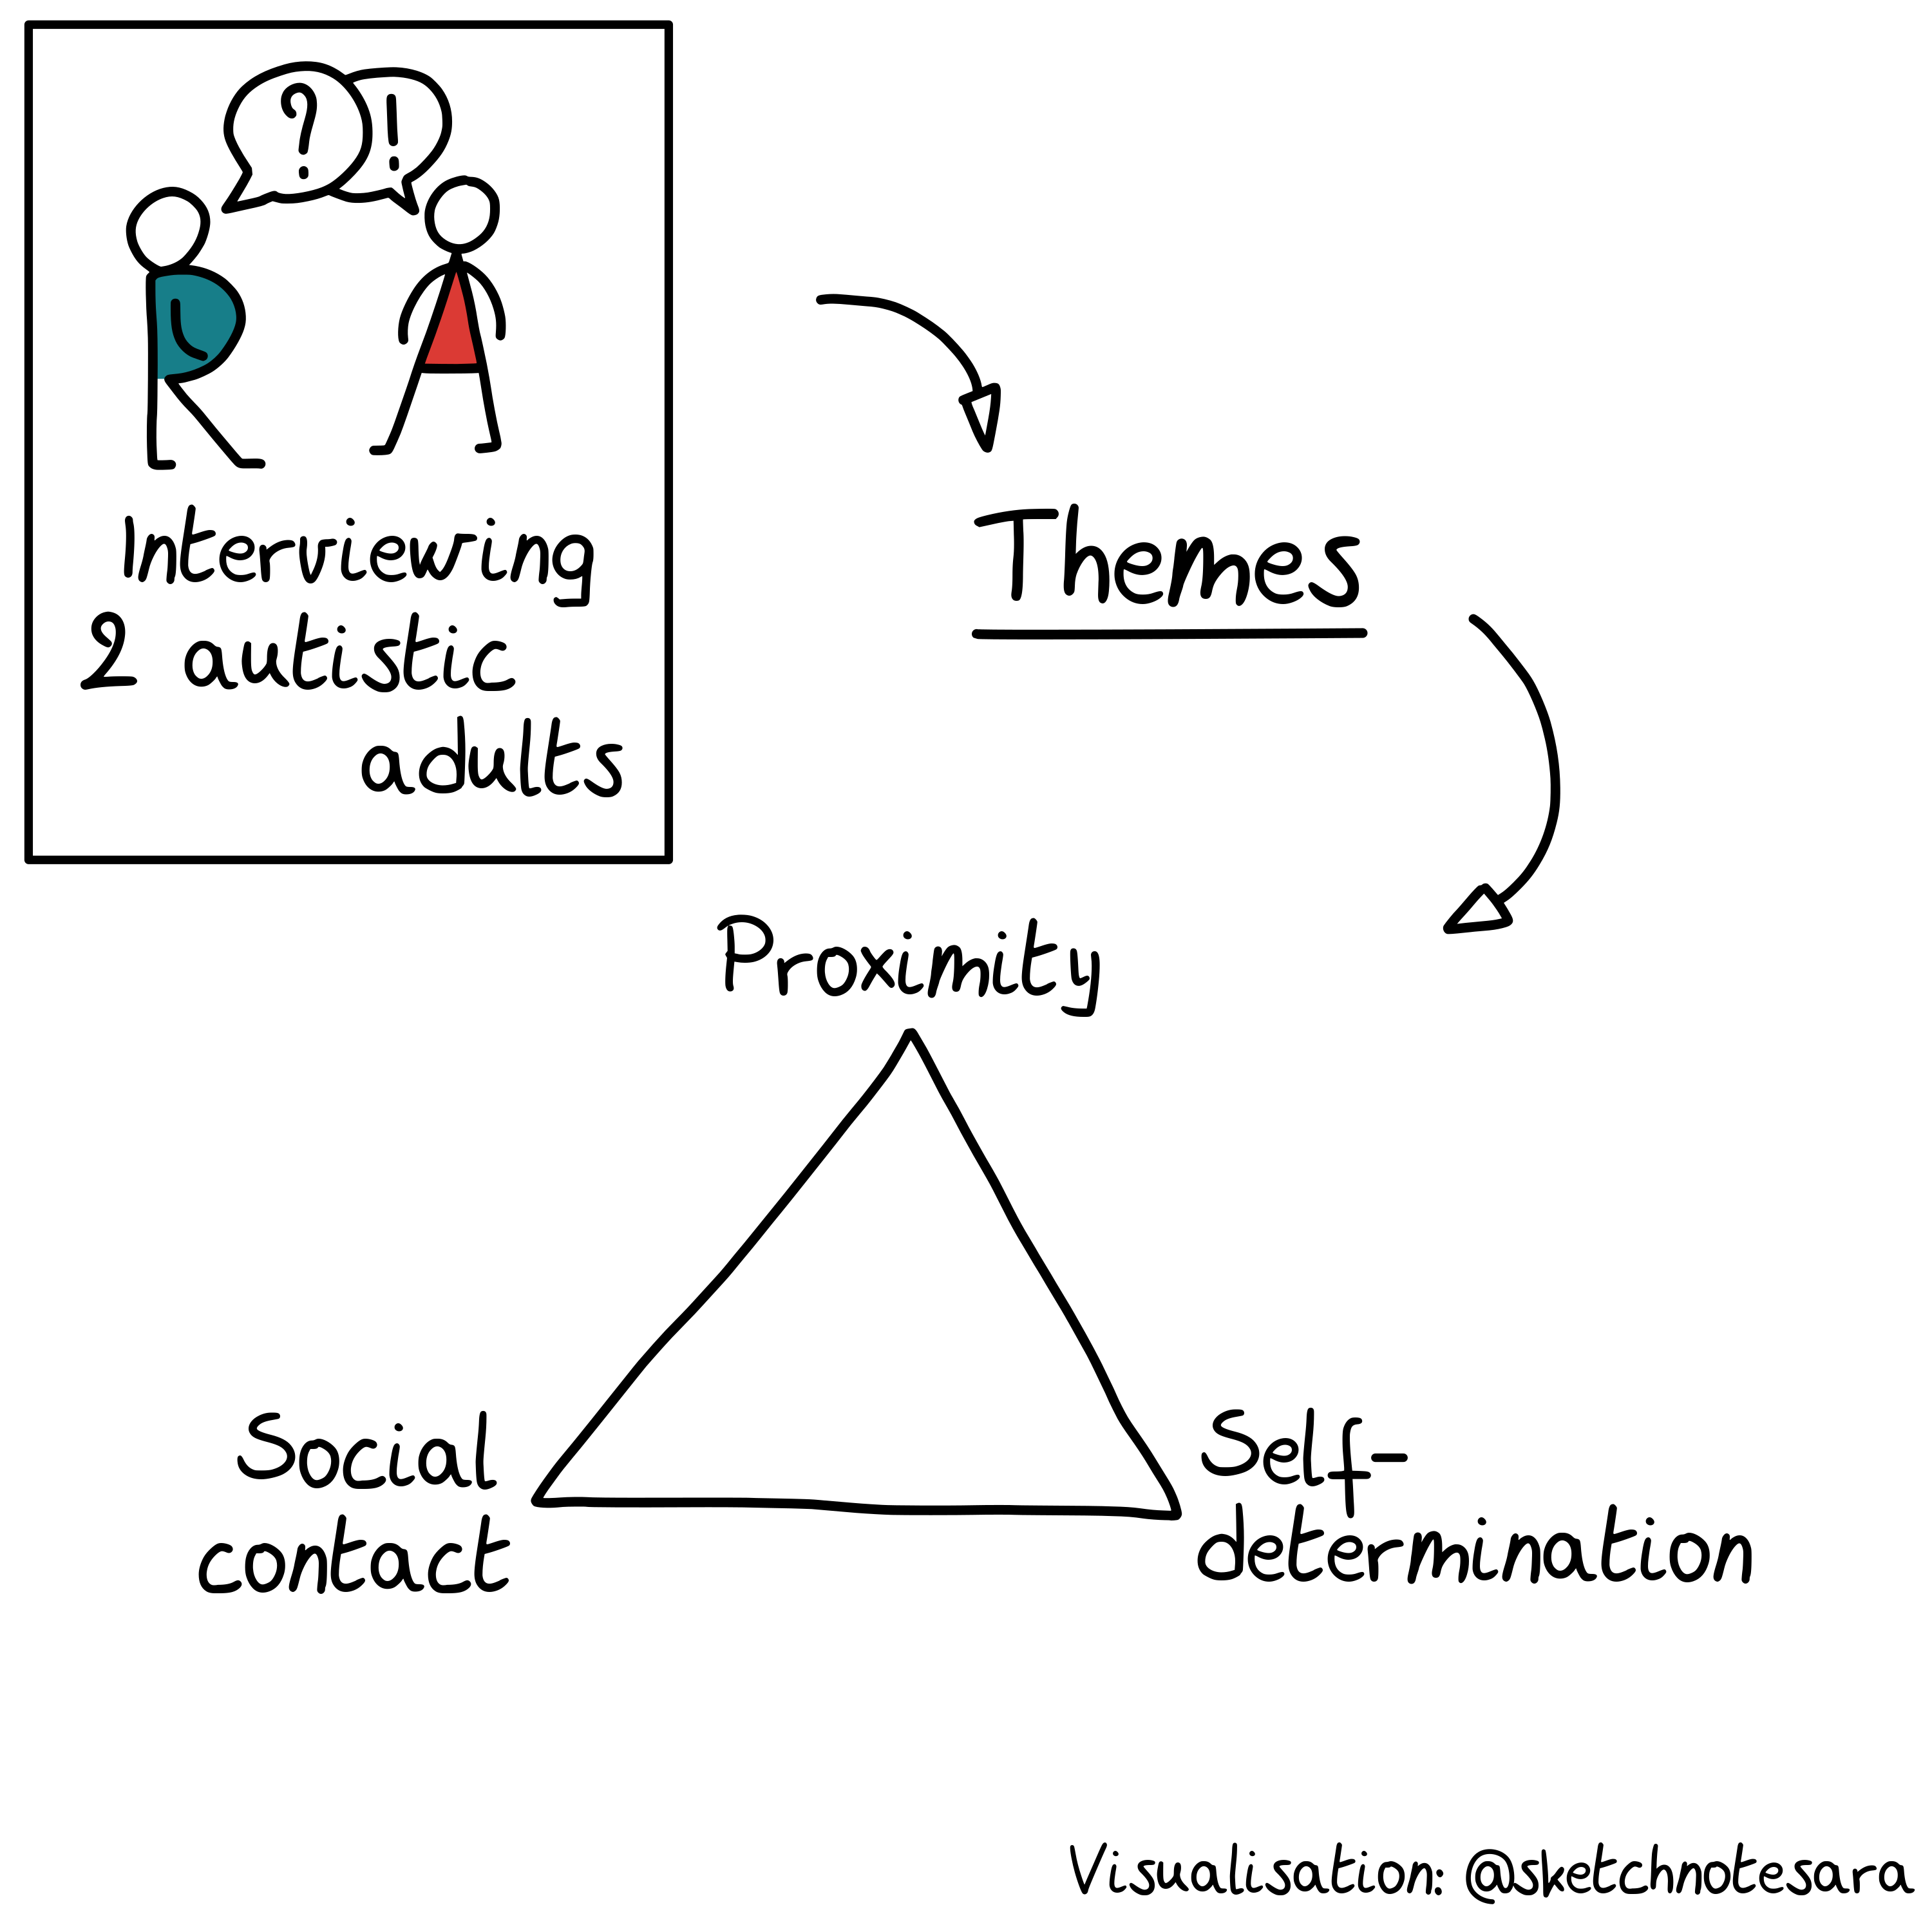 ? !
Interviewing
2 autistic
adults
Themes
Proximity
Social
contact
Self-
determination
Visualisation: @sketchnotesara